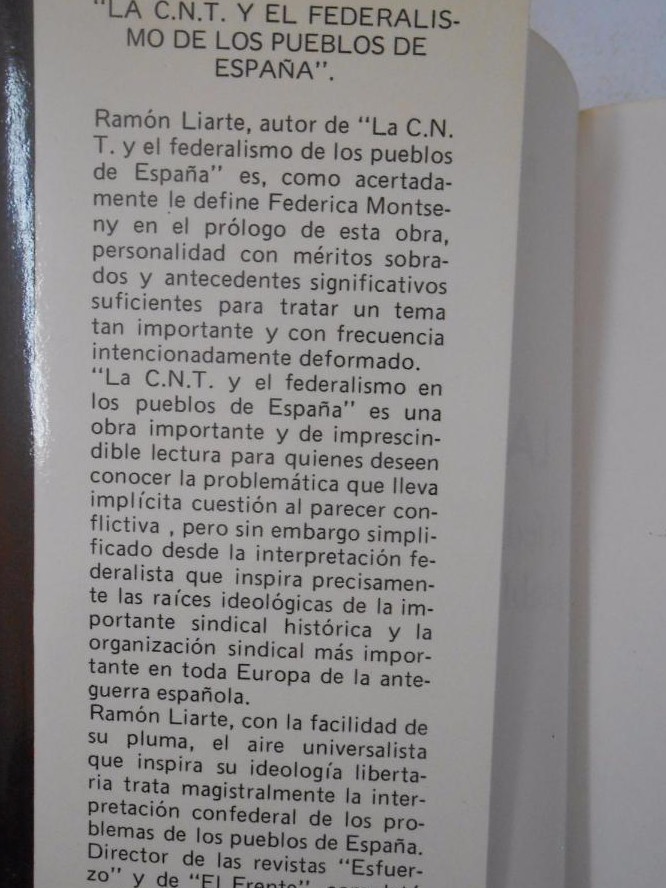 "LA C.N.T. Y EL FEDERALIS-
MO DE LOS PUEBLOS DE
ESPAÑA".
Ramón Liarte, autor de "La C.N.
T. y el federalismo de los pueblos
de España" es, como acertada-
mente le define Federica Montse-
ny en el prólogo de esta obra,
personalidad con méritos sobra-
dos y antecedentes significativos
suficientes para tratar un tema
tan importante y con frecuencia
intencionadamente deformado.
"La C.N.T. y el federalismo en
los pueblos de España" es una
obra importante y de imprescin-
dible lectura para quienes deseen
conocer la problemática que lleva
implícita cuestión al parecer con-
flictiva , pero sin embargo simpli-
ficado desde la interpretación fe-
deralista que inspira precisamen-
te las raíces ideológicas de la im-
portante sindical histórica y la
organización sindical más impor-
tante en toda Europa de la ante-
guerra española.
Ramón Liarte, con la facilidad de
su pluma, el aire universalista
que inspira su ideología liberta-
ria trata magistralmente la inter-
pretación confederal de los pro-
blemas de los pueblos de España.
Director de las revistas "Esfuer-
zo" y de "El Frente",